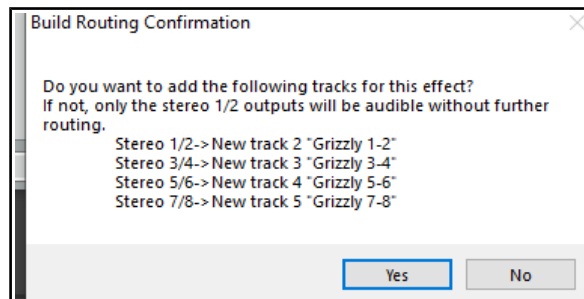 Build Routing Confirmation
Do you want to add the following tracks for this effect?
If not, only the stereo 1/2 outputs will be audible without further
routing.
Stereo 1/2->New track 2 "Grizzly 1-2"
Stereo 3/4->New track 3 "Grizzly 3-4"
Stereo 5/6->New track 4 "Grizzly 5-6"
Stereo 7/8->New track 5 "Grizzly 7-8"
Yes No